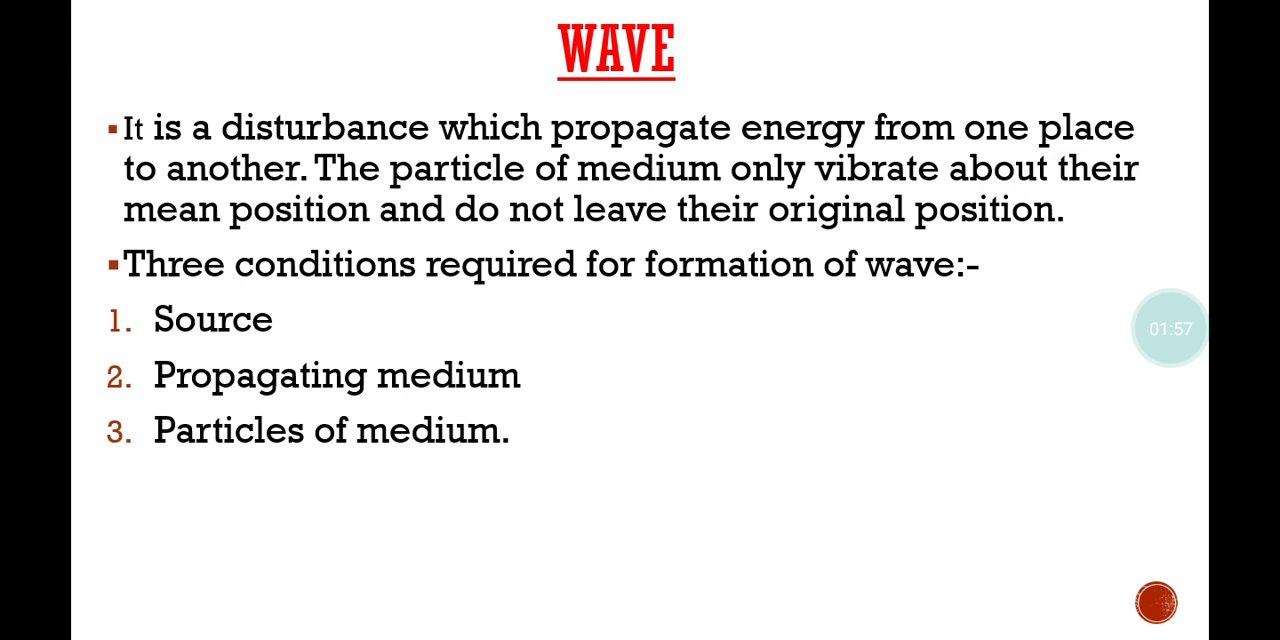 WAVE
▪It is a disturbance which propagate energy from one place
to another. The particle of medium only vibrate about their
mean position and do not leave their original position.
▪Three conditions required for formation of wave:-
1. Source
2. Propagating medium
3. Particles of medium.
01:57